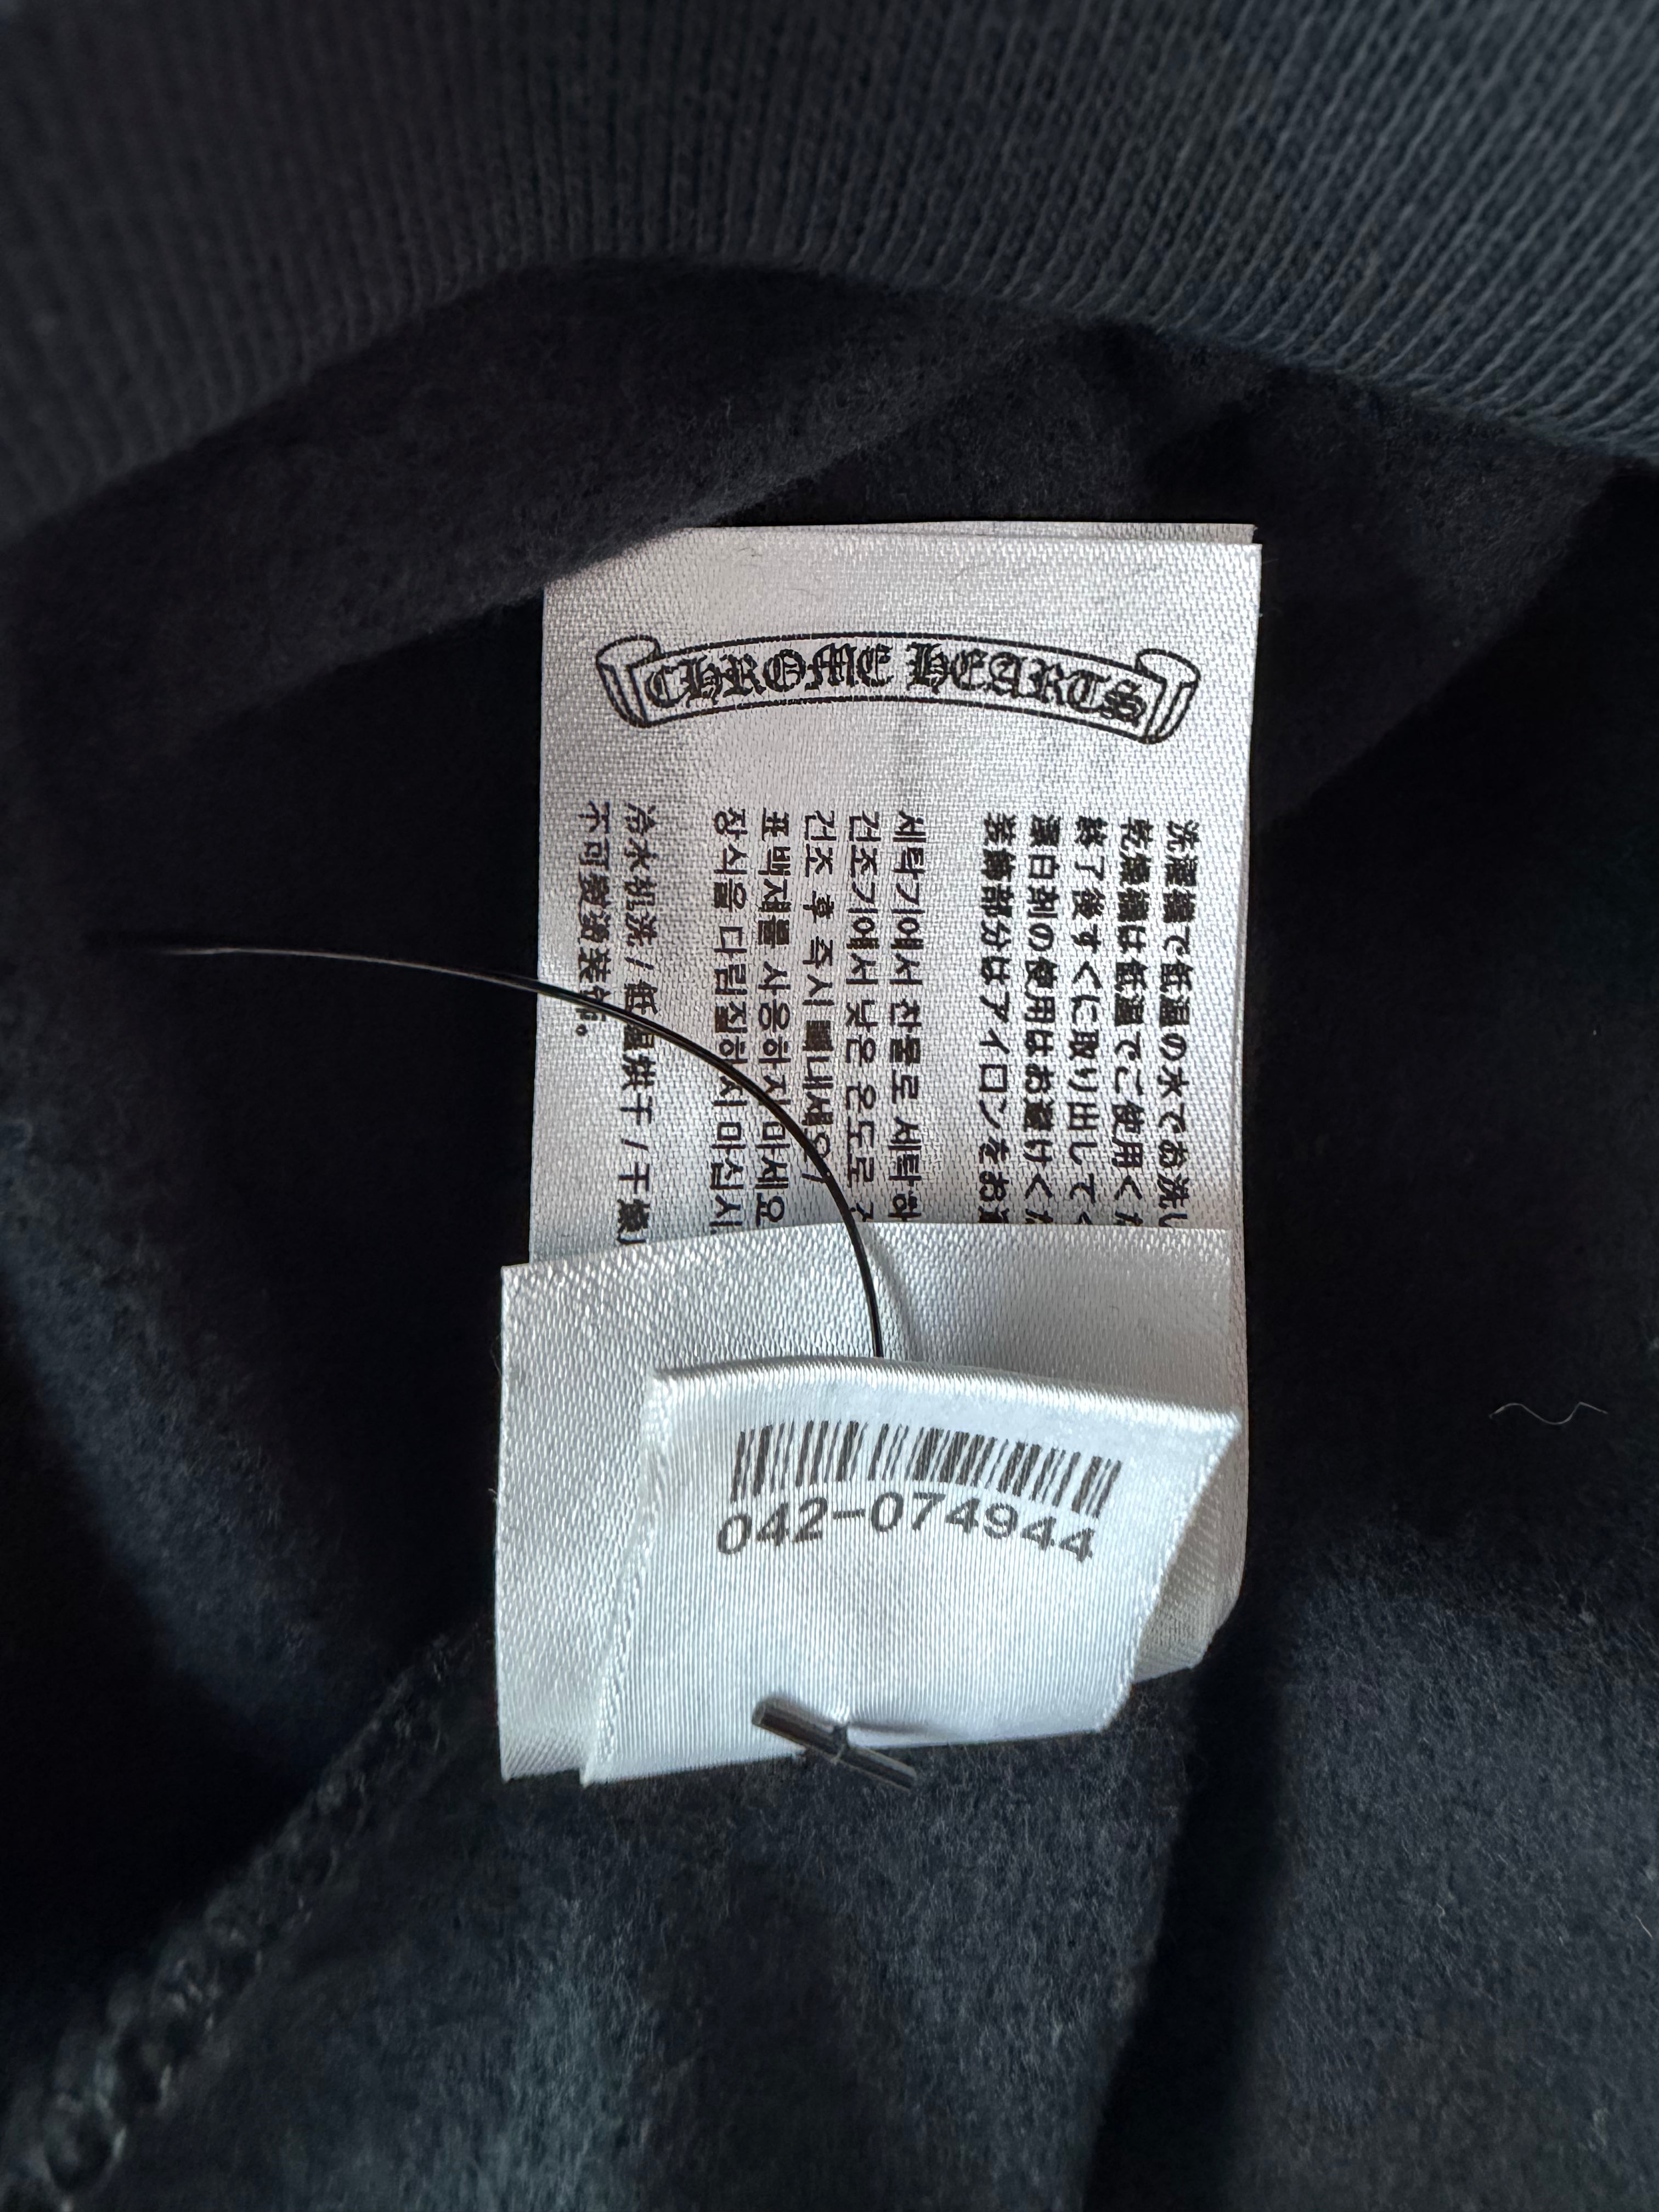 CHROME HEARTS
洗濯機で低温の水でお洗
乾燥機は低温でご使用く
終了後すぐに取り出して
漂白剤の使用はお避けく
装飾部分はアイロンをお
세탁기에서 찬물로 세탁하
건조기에서 낮은 온도로
건조 후 즉시 빼내세요 /
표백제를 사용하지 마세요
장식을 다림질하지 마십시
冷水机洗 / 低温烘干 / 干燥
不可熨烫装饰。
042-074944